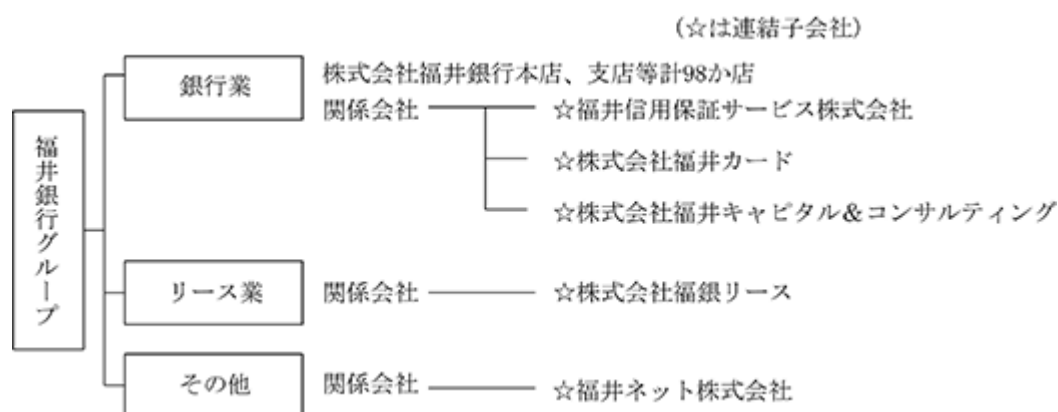 (☆は連結子会社)
福井銀行グループ
銀行業
株式会社福井銀行本店、支店等計98か店
関係会社
☆福井信用保証サービス株式会社
☆株式会社福井カード
☆株式会社福井キャピタル&コンサルティング
リース業
関係会社
☆株式会社福銀リース
その他
関係会社
☆福井ネット株式会社